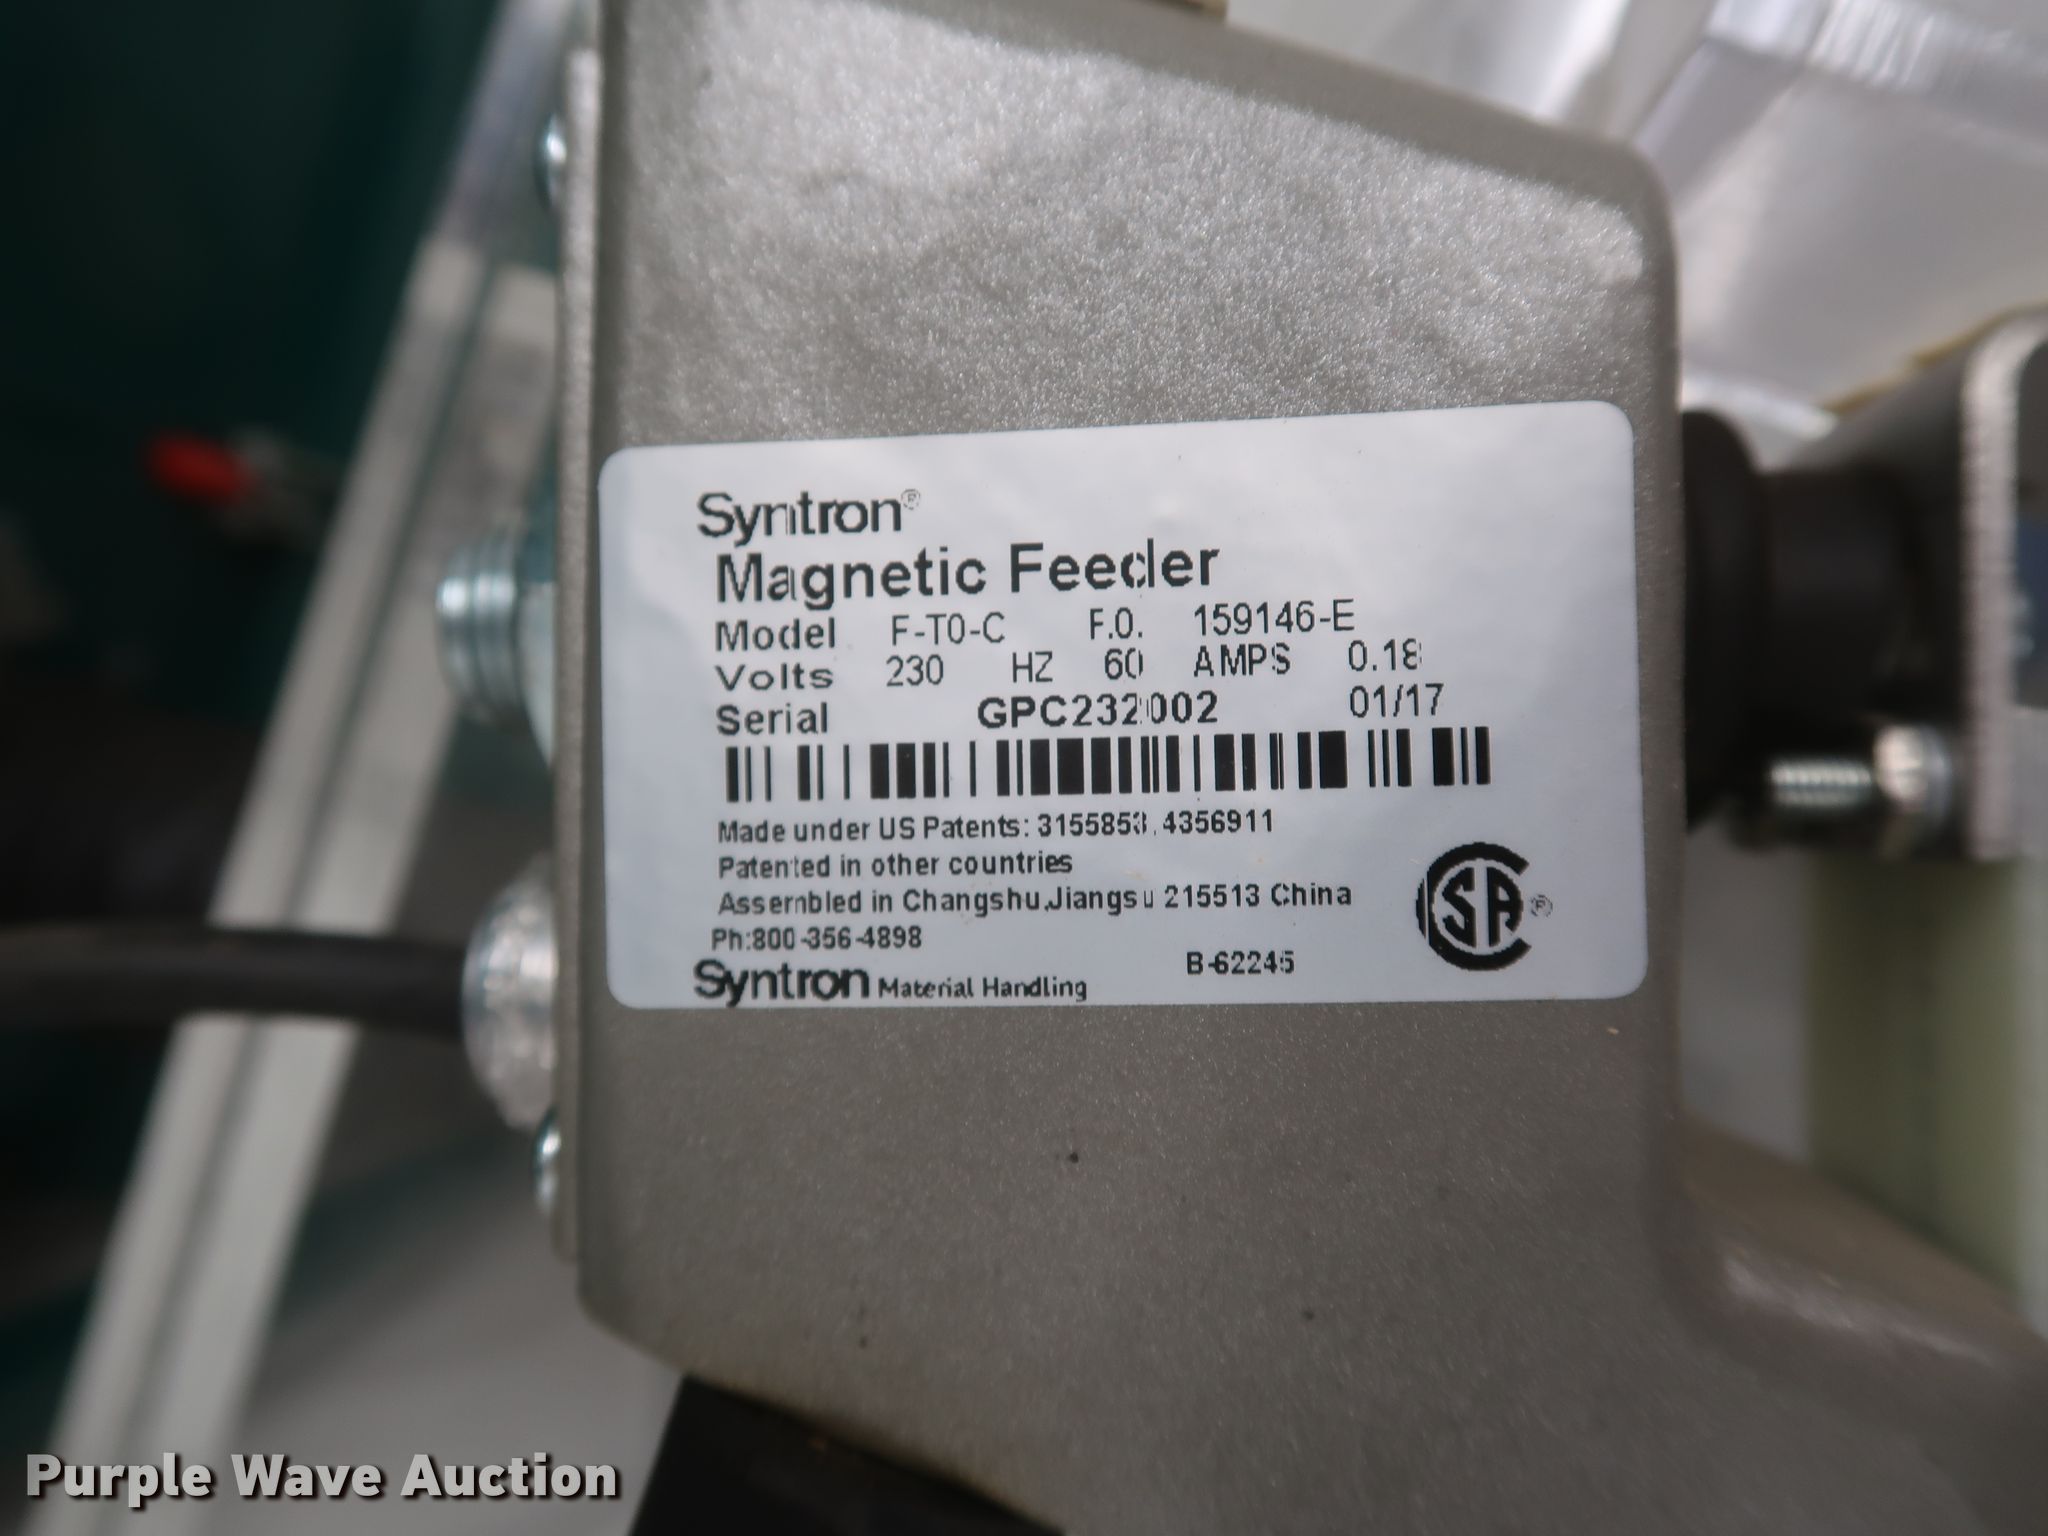 Syntron®
Magnetic Feeder
Model F-T0-C F.O. 159146-E
Volts 230 HZ 60 AMPS 0.18
Serial GPC232002 01/17
Made under US Patents: 3155853, 4356911
Patented in other countries
Assembled in Changshu,Jiangsu 215513 China
Ph:800-356-4898
B-62245
Syntron Material Handling
CSA®
Purple Wave Auction